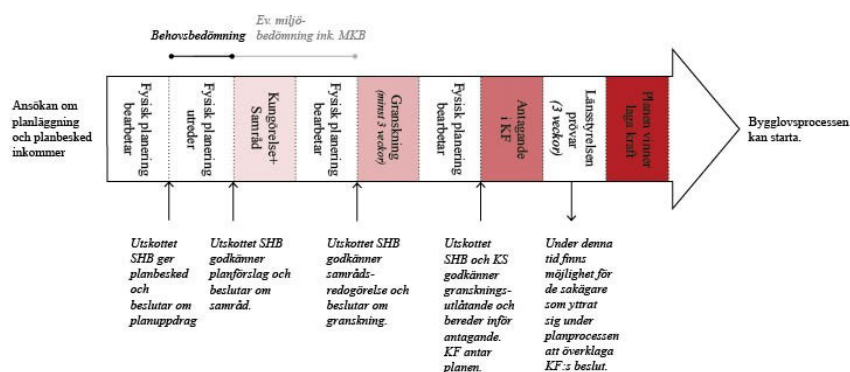 Ev. miljö-
bedömning ink. MKB
Behovsbedömning
Ansökan om
planläggning
och planbesked
inkommer
Fysisk planering
bearbetar
Fysisk planering
utreder
Kungörelse+
Samråd
Fysisk planering
bearbetar
Granskning
(minst 3 veckor)
Fysisk planering
bearbetar
Antagande
i KF
Länsstyrelsen
prövar
(3 veckor)
Planen vinner
laga kraft
Bygglovsprocessen
kan starta.
Utskottet
SHB ger
planbesked
och
beslutar om
planuppdrag
Utskottet SHB
godkänner
planförslag och
beslutar om
samråd.
Utskottet SHB
godkänner
samråds-
redogörelse och
beslutar om
granskning.
Utskottet
SHB och KS
godkänner
gransknings-
utlåtande och
bereder inför
antagande.
KF antar
planen.
Under denna
tid finns
möjlighet för
de sakägare
som yttrat
sig under
planprocessen
att överklaga
KF:s beslut.